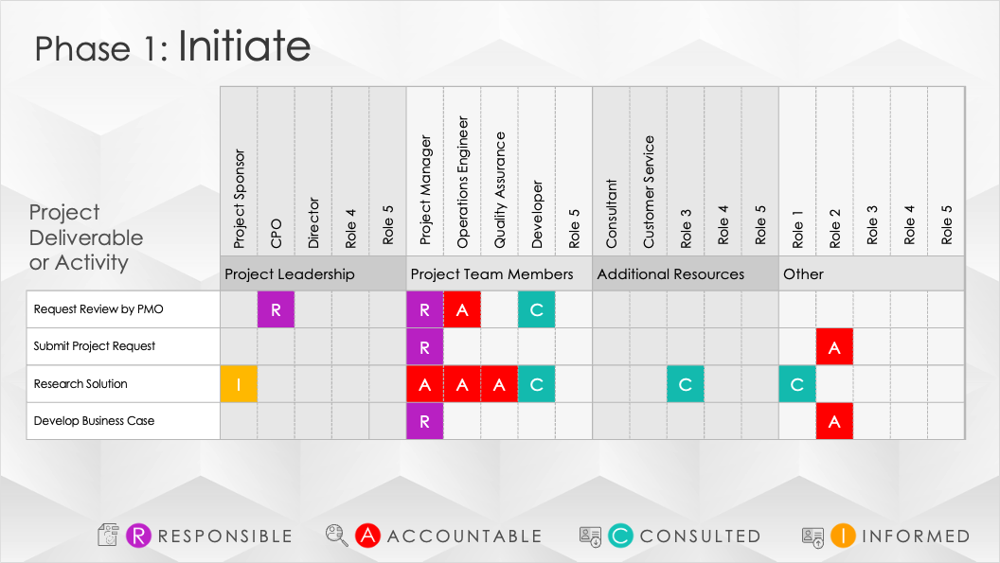 Phase 1: Initiate
Project
Deliverable
or Activity
Project Sponsor
CPO
Director
Role 4
Role 5
Project Manager
Operations Engineer
Quality Assurance
Developer
Role 5
Consultant
Customer Service
Role 3
Role 4
Role 5
Role 1
Role 2
Role 3
Role 4
Role 5
Project Leadership
Project Team Members
Additional Resources
Other
Request Review by PMO R R A C
Submit Project Request R A
Research Solution I A A A C C C
Develop Business Case R A
R RESPONSIBLE
A ACCOUNTABLE
C CONSULTED
I INFORMED